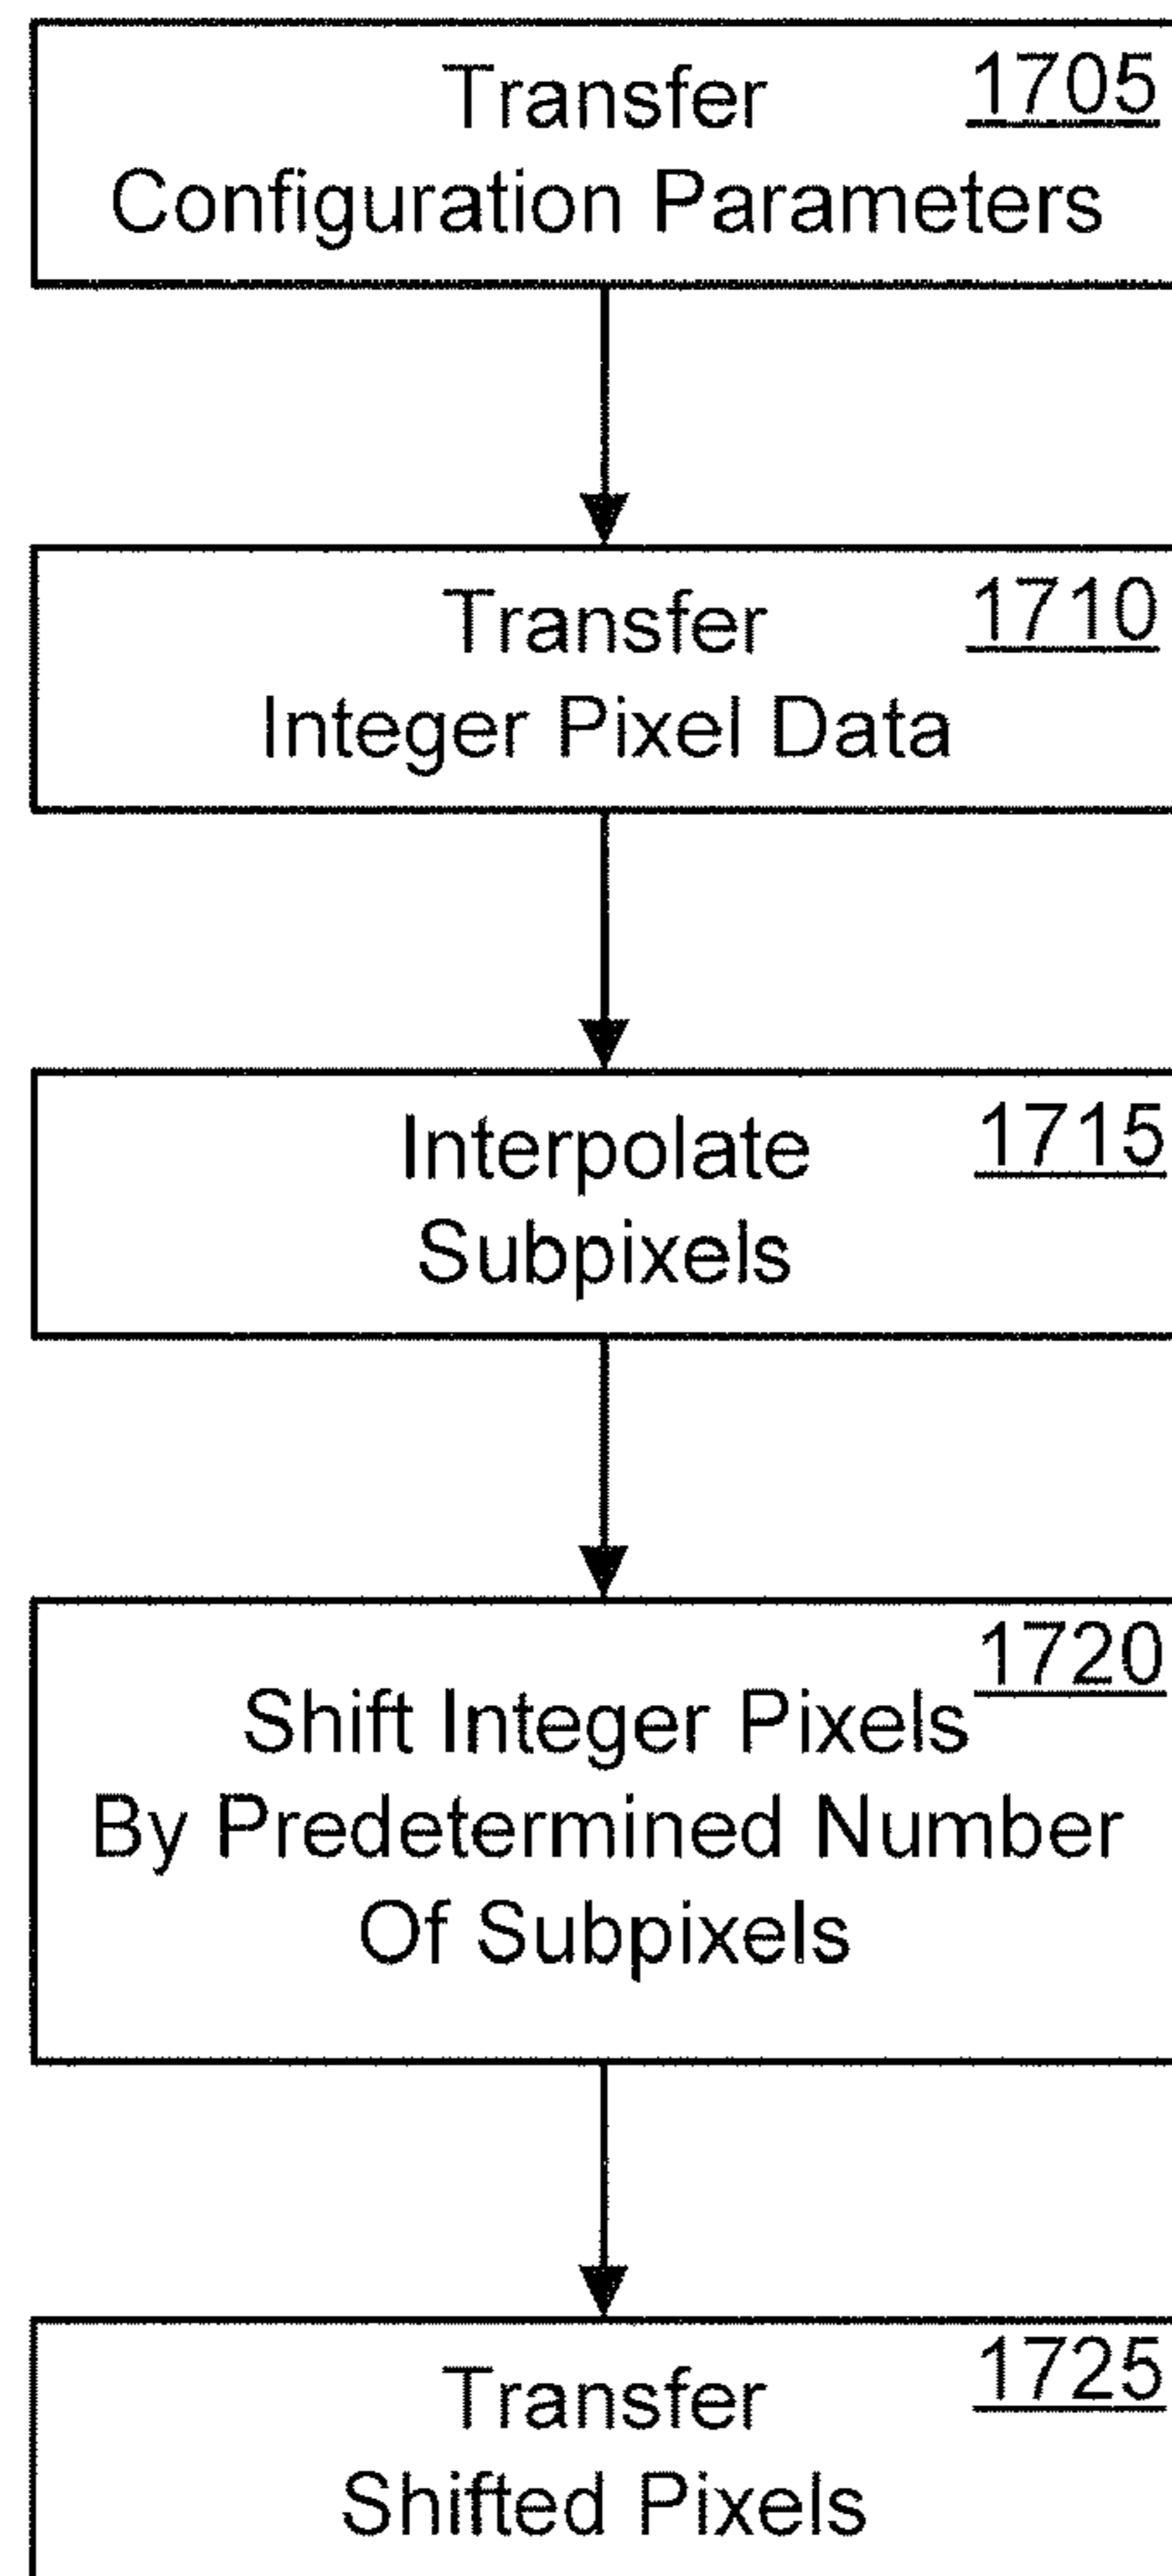 Transfer 1705
Configuration Parameters
Transfer 1710
Integer Pixel Data
Interpolate 1715
Subpixels
1720
Shift Integer Pixels
By Predetermined Number
Of Subpixels
Transfer 1725
Shifted Pixels